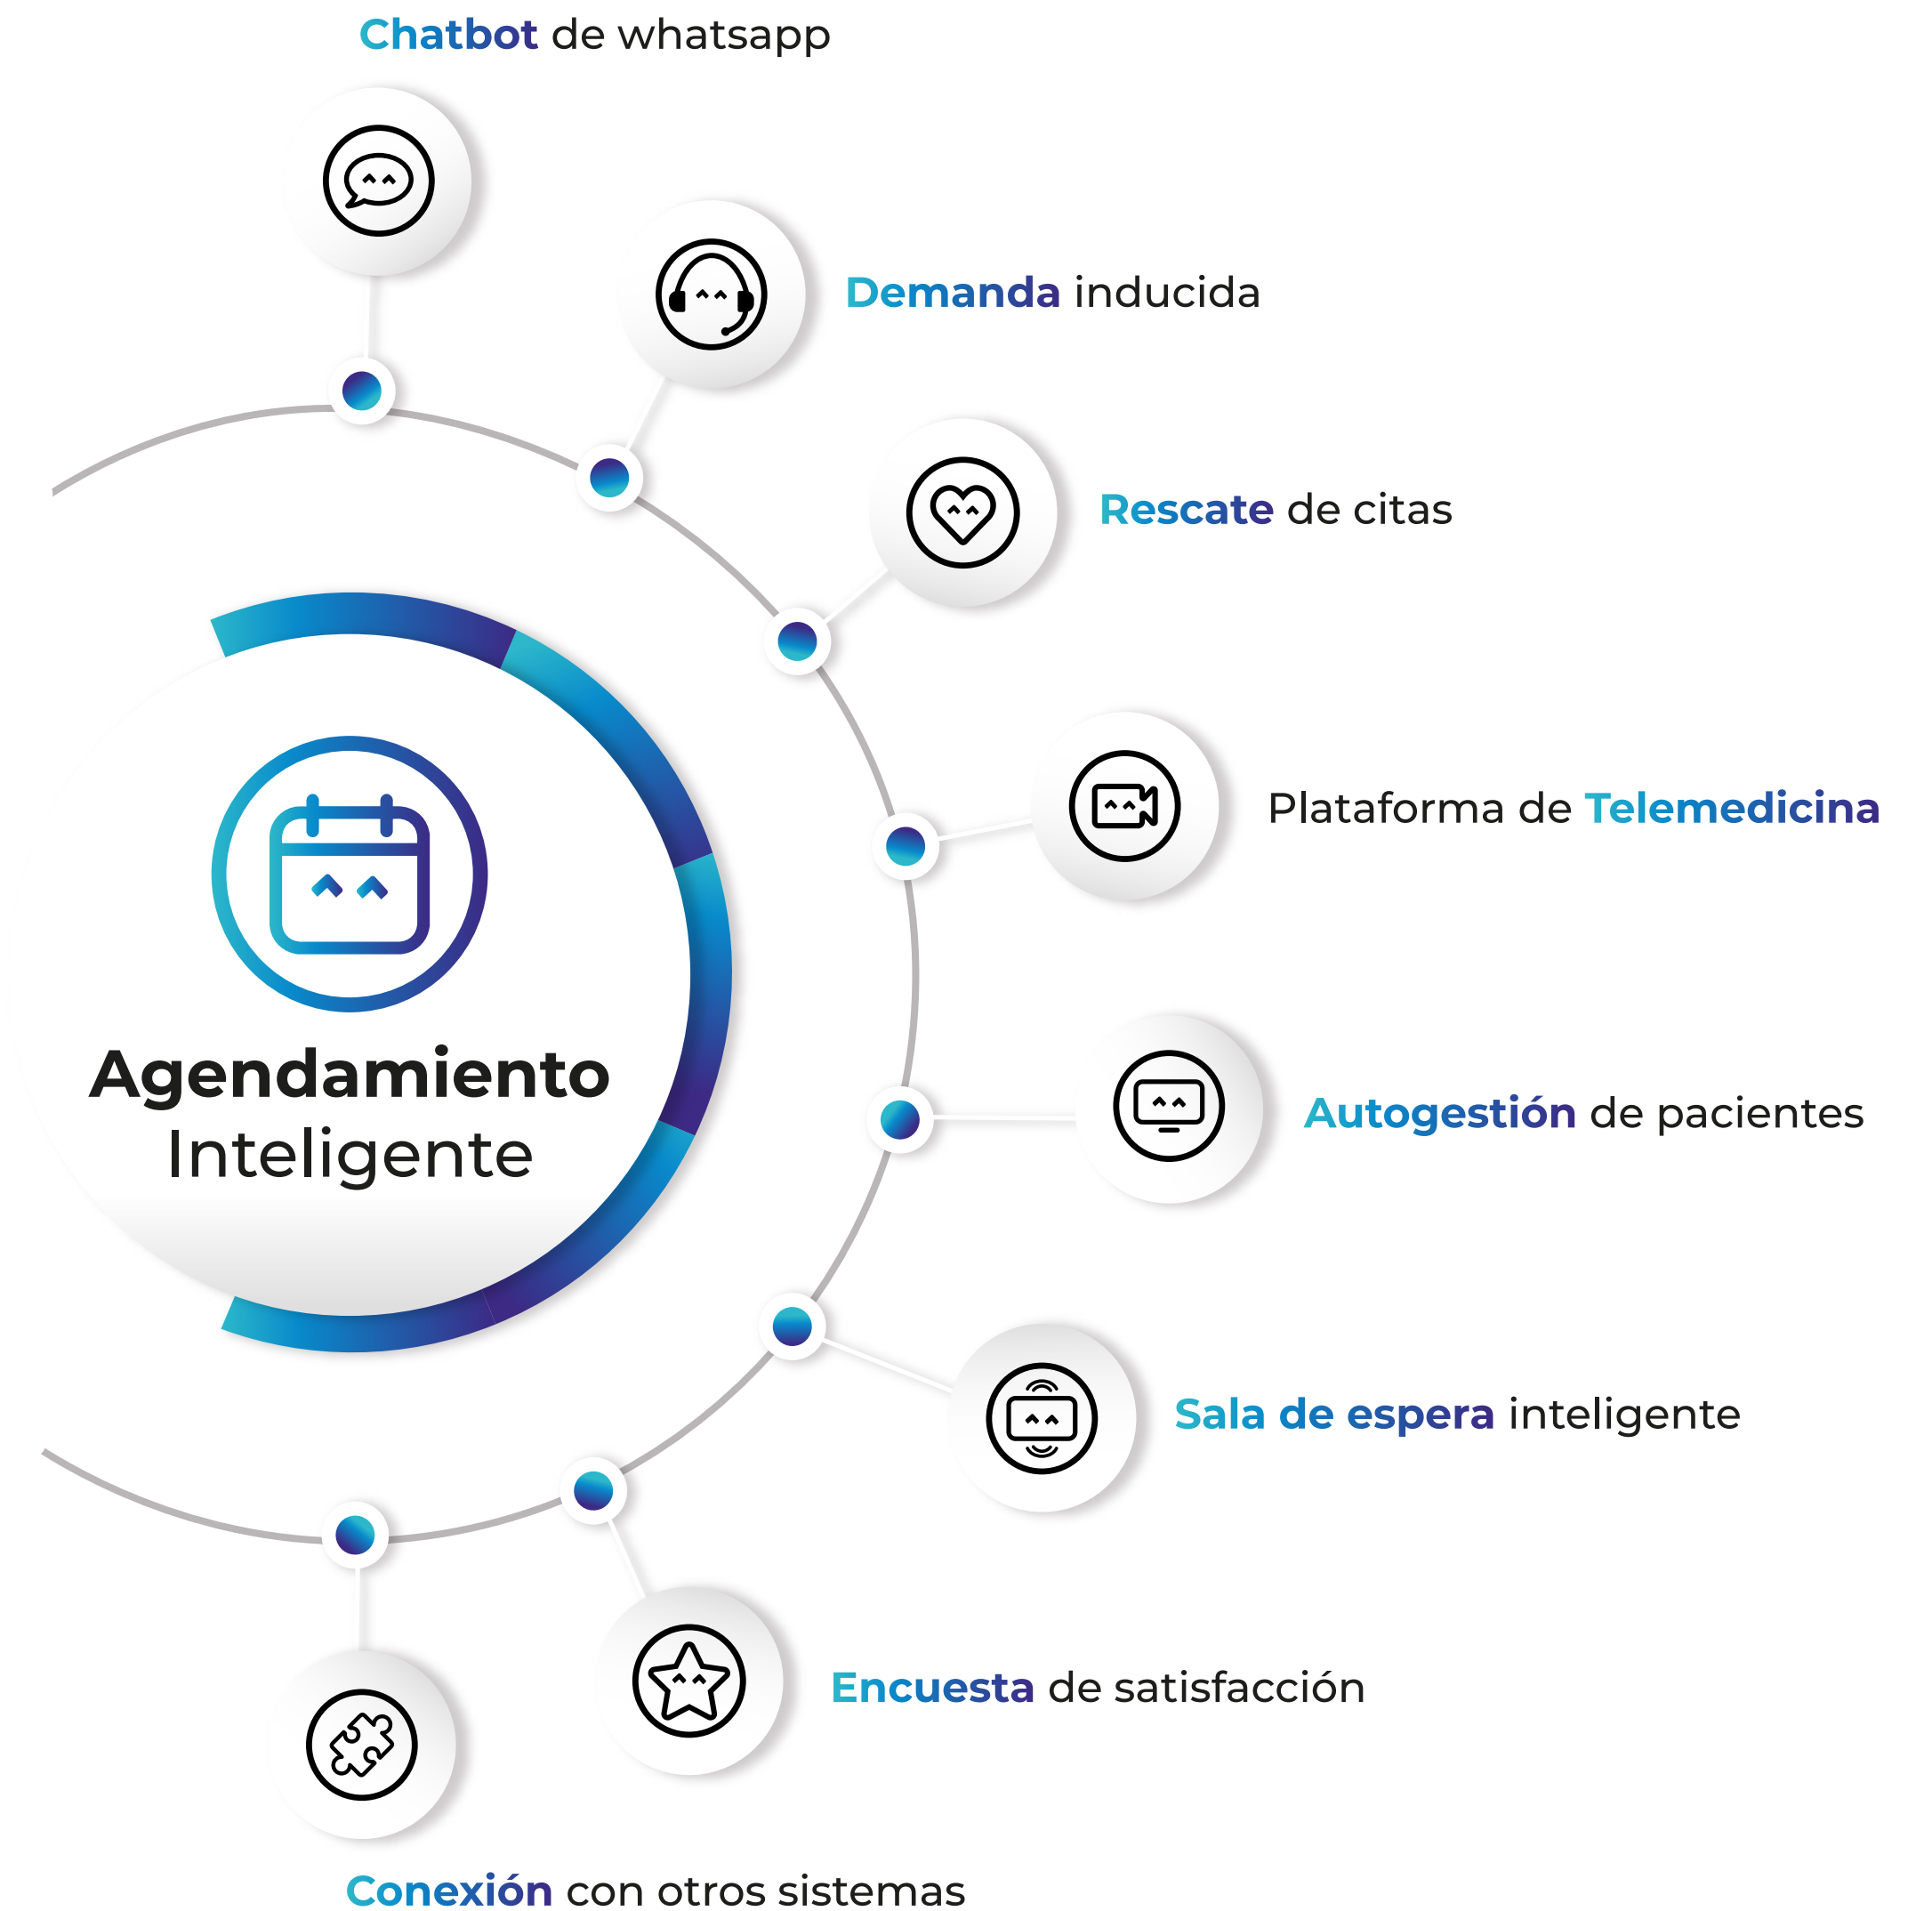 Chatbot de whatsapp
Demanda inducida
Rescate de citas
Plataforma de Telemedicina
Agendamiento
Inteligente
Autogestión de pacientes
Sala de espera inteligente
Encuesta de satisfacción
Conexión con otros sistemas